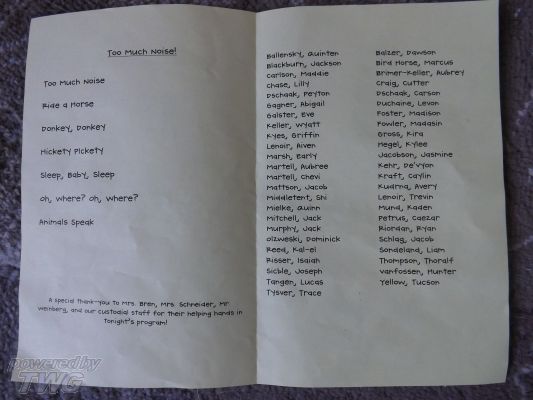 Too Much Noise!
Too Much Noise
Ride a Horse
Donkey, Donkey
Hickety Pickety
Sleep, Baby, Sleep
oh, where? oh, where?
Animals Speak
A special thank-you to Mrs. Bren, Mrs. Schneider, Mr.
Weinberg, and our custodial staff for their helping hands in
Tonight's program!
Ballensky, Quinten
Blackburn, Jackson
Carlson, Maddie
Chase, Lilly
Dschaak, Peyton
Gagner, Abigail
Galster, Eve
Keller, Wyatt
Kyes, Griffin
Lenoir, Aiven
Marsh, Early
Martell, Aubree
Martell, Chevi
Mattson, Jacob
Middletent, Shi
Mielke, Quinn
Mitchell, Jack
Murphy, Jack
Olzweski, Dominick
Reed, Kal-el
Risser, Isaiah
Sicble, Joseph
Tangen, Lucas
Tysver, Trace
Balzer, Dawson
Bird Horse, Marcus
Brimer-Keller, Aubrey
Craig, Cutter
Dschaak, Carson
Duchaine, Levon
Foster, Madison
Fowler, Madasin
Gross, Kira
Hegel, Kylee
Jacobson, Jasmine
Kehr, De'von
Kraft, Caylin
Kudrna, Avery
Lenoir, Trevin
Mund, Kaden
Petrus, Caezar
Riordan, Ryan
Schlag, Jacob
Sondeland, Liam
Thompson, Thoralf
Vanfossen, Hunter
Yellow, Tucson
powered by
TWG